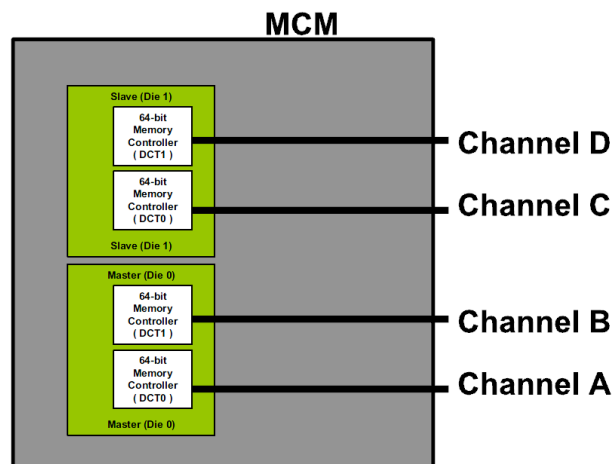 MCM
Slave (Die 1)
64-bit
Memory
Controller
( DCT1 )
Channel D
64-bit
Memory
Controller
( DCT0 )
Channel C
Slave (Die 1)
Master (Die 0)
64-bit
Memory
Controller
( DCT1 )
Channel B
64-bit
Memory
Controller
( DCT0 )
Channel A
Master (Die 0)